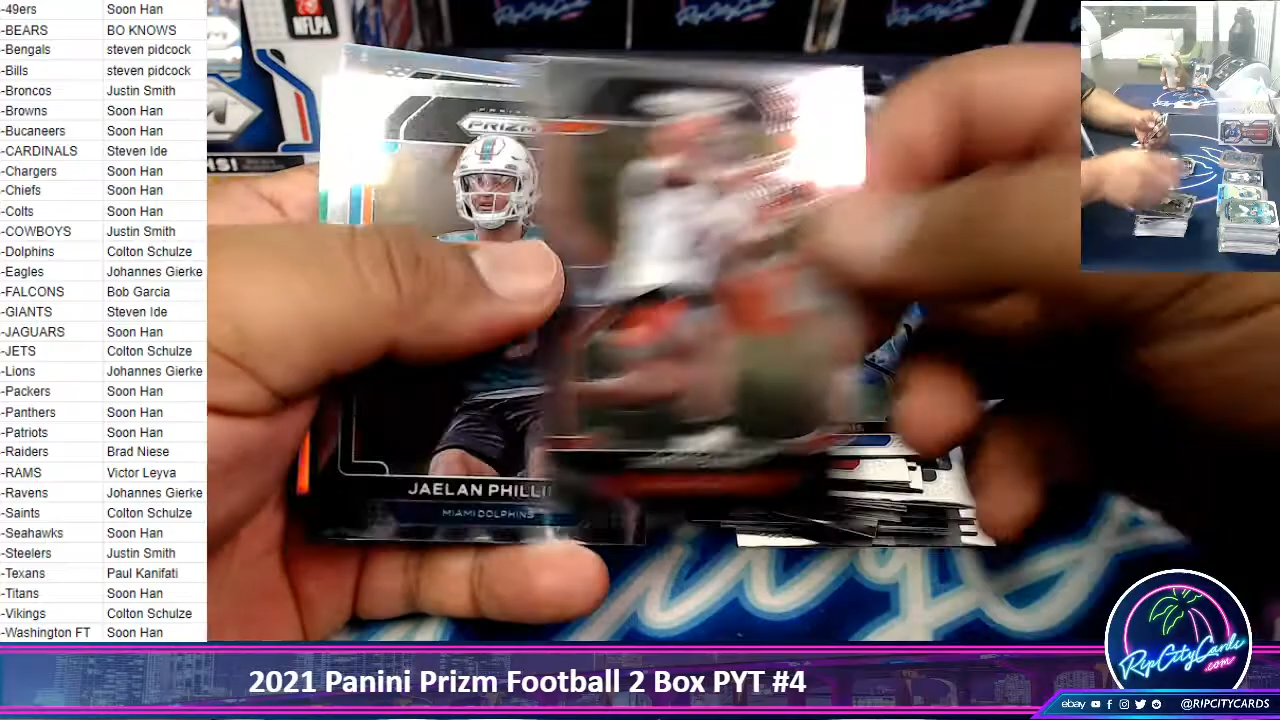 -49ers Soon Han
-BEARS BO KNOWS
-Bengals steven pidcock
-Bills steven pidcock
-Broncos Justin Smith
-Browns Soon Han
-Bucaneers Soon Han
-CARDINALS Steven Ide
-Chargers Soon Han
-Chiefs Soon Han
-Colts Soon Han
-COWBOYS Justin Smith
-Dolphins Colton Schulze
-Eagles Johannes Gierke
-FALCONS Bob Garcia
-GIANTS Steven Ide
-JAGUARS Soon Han
-JETS Colton Schulze
-Lions Johannes Gierke
-Packers Soon Han
-Panthers Soon Han
-Patriots Soon Han
-Raiders Brad Niese
-RAMS Victor Leyva
-Ravens Johannes Gierke
-Saints Colton Schulze
-Seahawks Soon Han
-Steelers Justin Smith
-Texans Paul Kanifati
-Titans Soon Han
-Vikings Colton Schulze
-Washington FT Soon Han
NFLPA
PRIZM
JAELAN PHILLI
MIAMI DOLPHINS
2021 Panini Prizm Football 2 Box PYT #4
RipCityCards
.com
ebay @RIPCITYCARDS